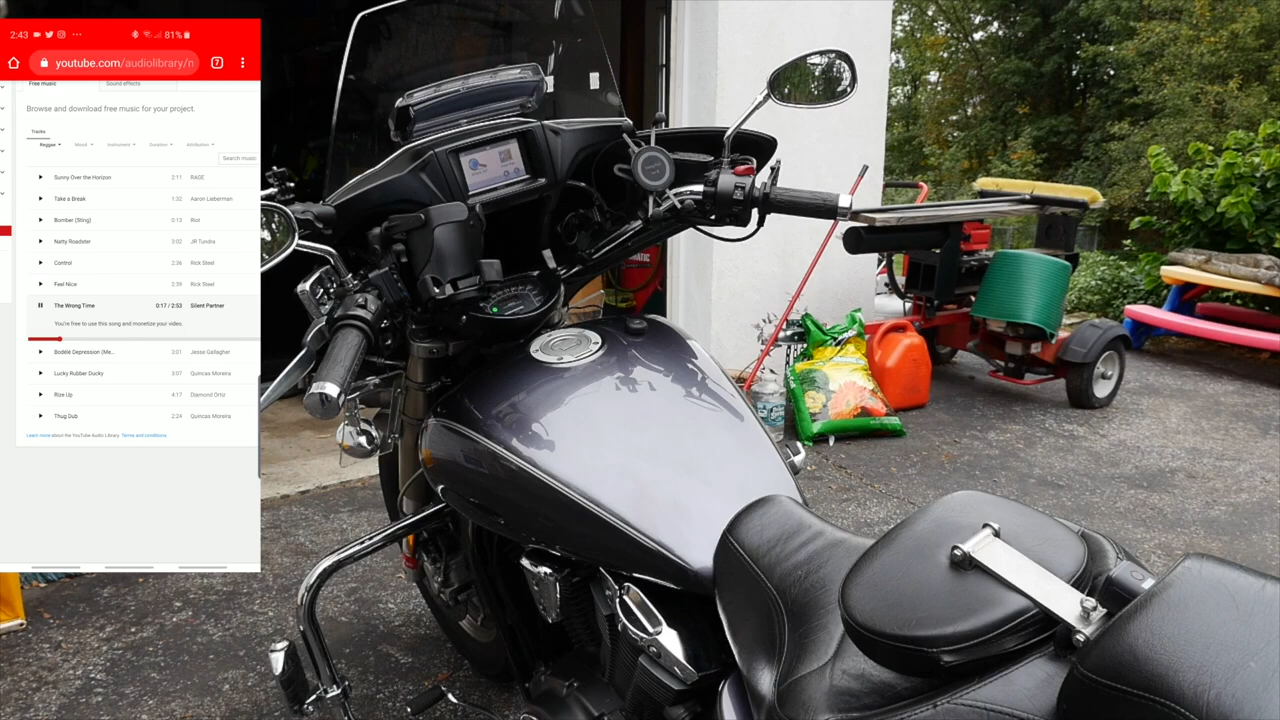 2:43
81%
youtube.com/audiolibrary/n
7
Free music Sound effects
Browse and download free music for your project.
Tracks
Reggae Mood Instrument Duration Attribution
Search music
Sunny Over the Horizon 2:11 RAGE
Take a Break 1:32 Aaron Lieberman
Bomber (Sting) 0:13 Riot
Natty Roadster 3:02 JR Tundra
Control 2:36 Rick Steel
Feel Nice 2:39 Rick Steel
The Wrong Time 0:17 / 2:53 Silent Partner
You're free to use this song and monetize your video.
Bodélé Depression (Me... 3:01 Jesse Gallagher
Lucky Rubber Ducky 3:07 Quincas Moreira
Rize Up 4:17 Diamond Ortiz
Thug Dub 2:24 Quincas Moreira
Learn more about the YouTube Audio Library. Terms and conditions